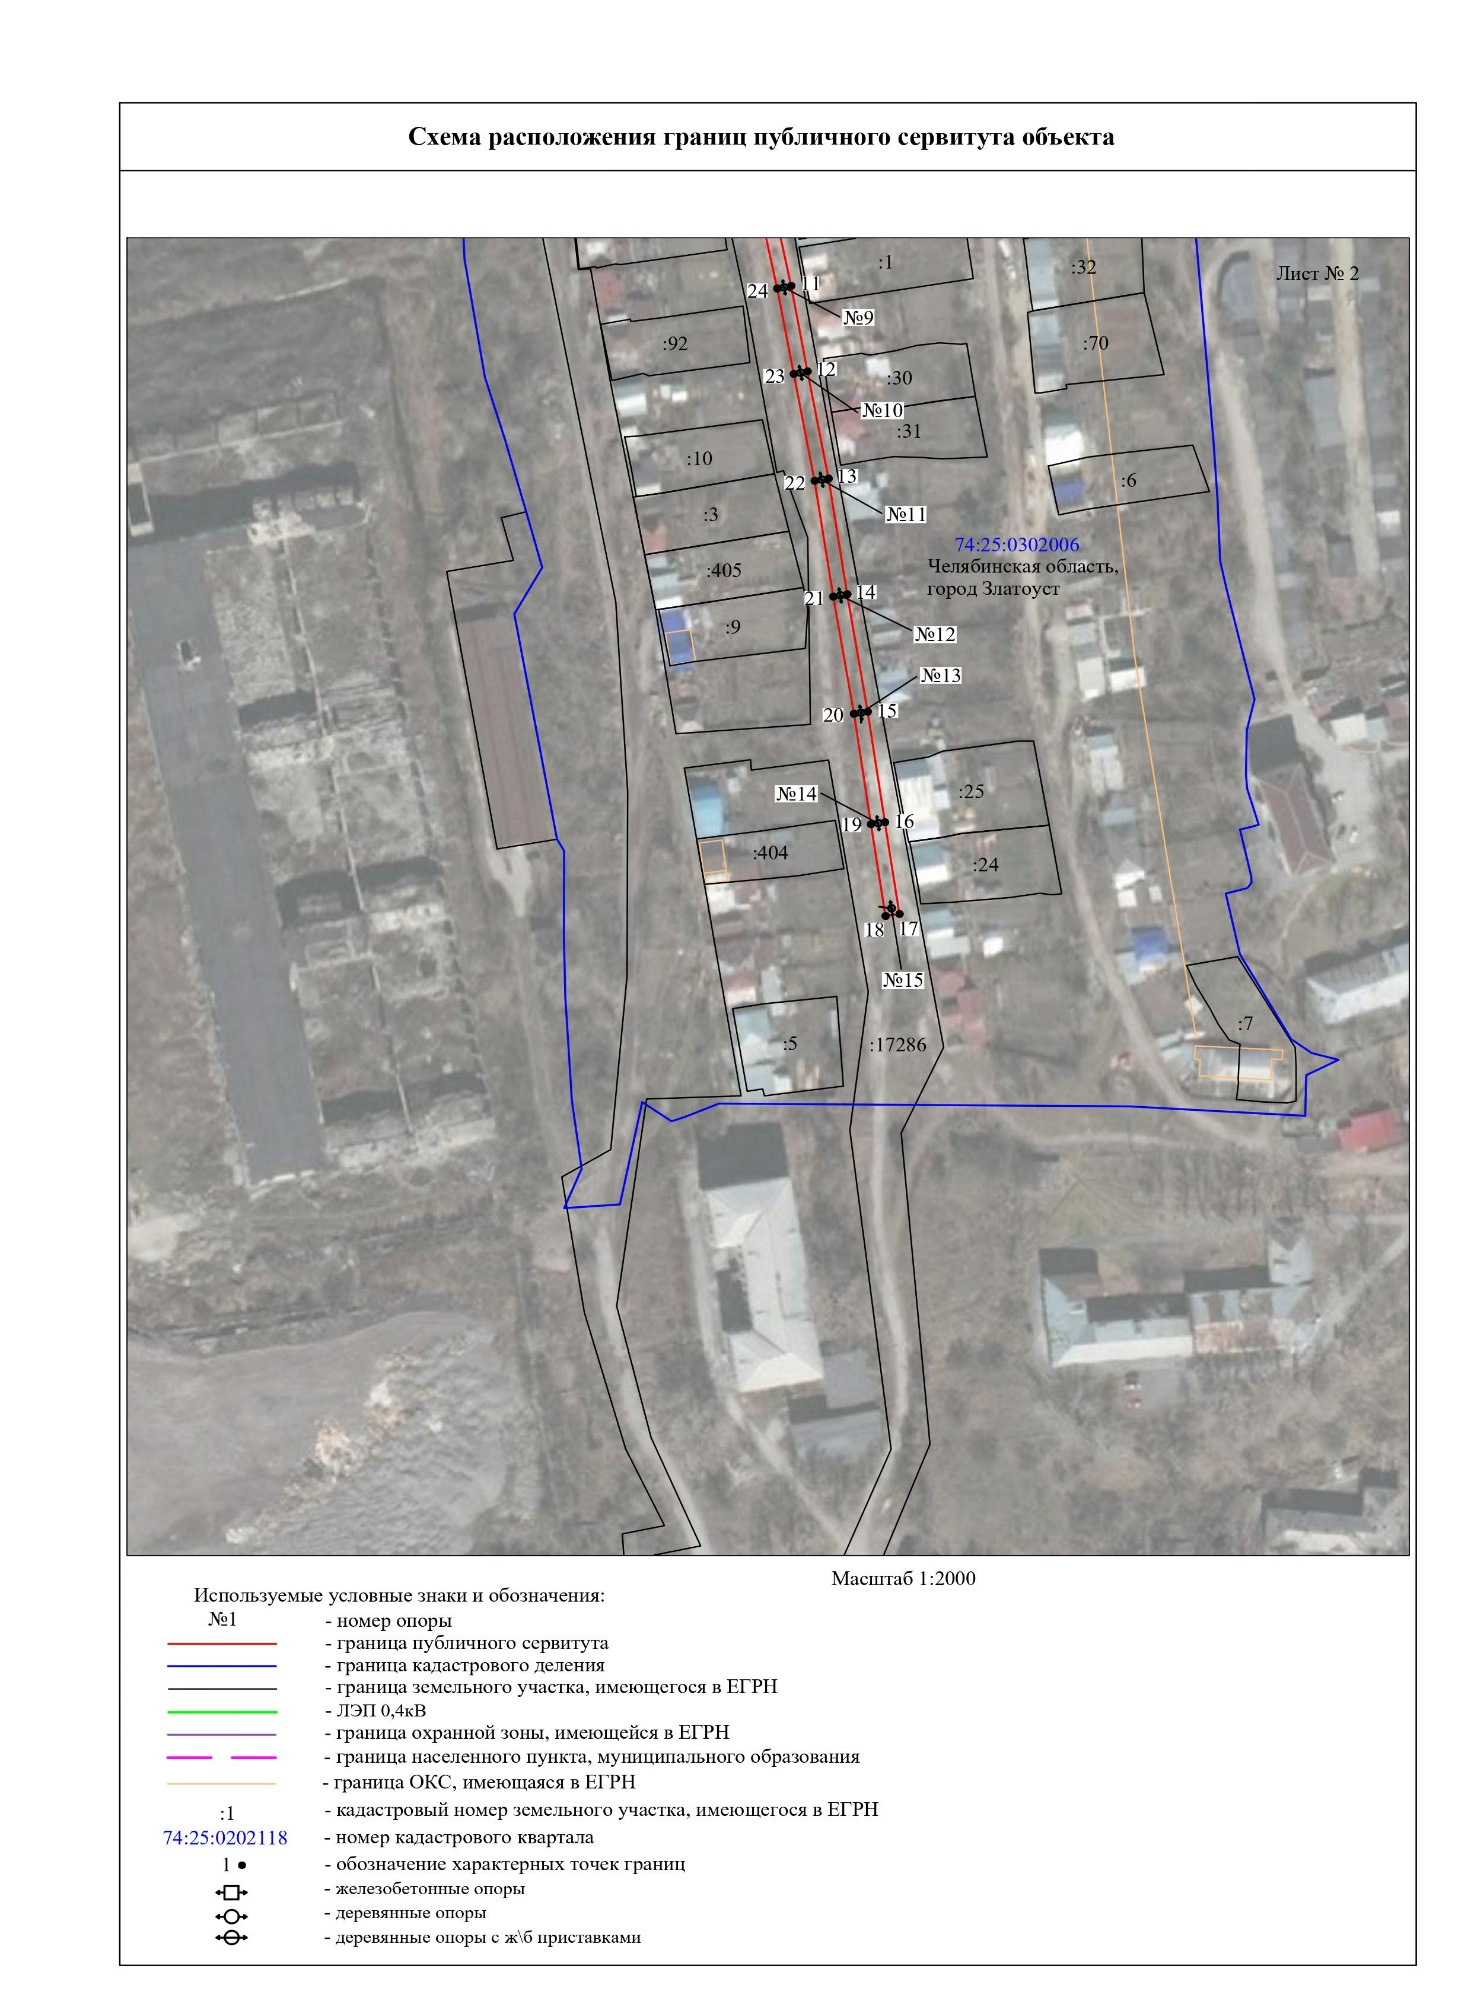 Схема расположения границ публичного сервитута объекта
:1
:32
Лист № 2
24
11
№9
:92
:70
23
12
:30
№10
:31
:10
22
13
:6
:3
№11
74:25:0302006
:405
Челябинская область,
город Златоуст
21
14
:9
№12
№13
20
15
№14
:25
19
16
:404
:24
18
17
№15
:7
:5
:17286
Масштаб 1:2000
Используемые условные знаки и обозначения:
№1 - номер опоры
- граница публичного сервитута
- граница кадастрового деления
- граница земельного участка, имеющегося в ЕГРН
- ЛЭП 0,4кВ
- граница охранной зоны, имеющейся в ЕГРН
- граница населенного пункта, муниципального образования
- граница ОКС, имеющаяся в ЕГРН
:1 - кадастровый номер земельного участка, имеющегося в ЕГРН
74:25:0202118 - номер кадастрового квартала
1 - обозначение характерных точек границ
- железобетонные опоры
- деревянные опоры
- деревянные опоры с ж\б приставками